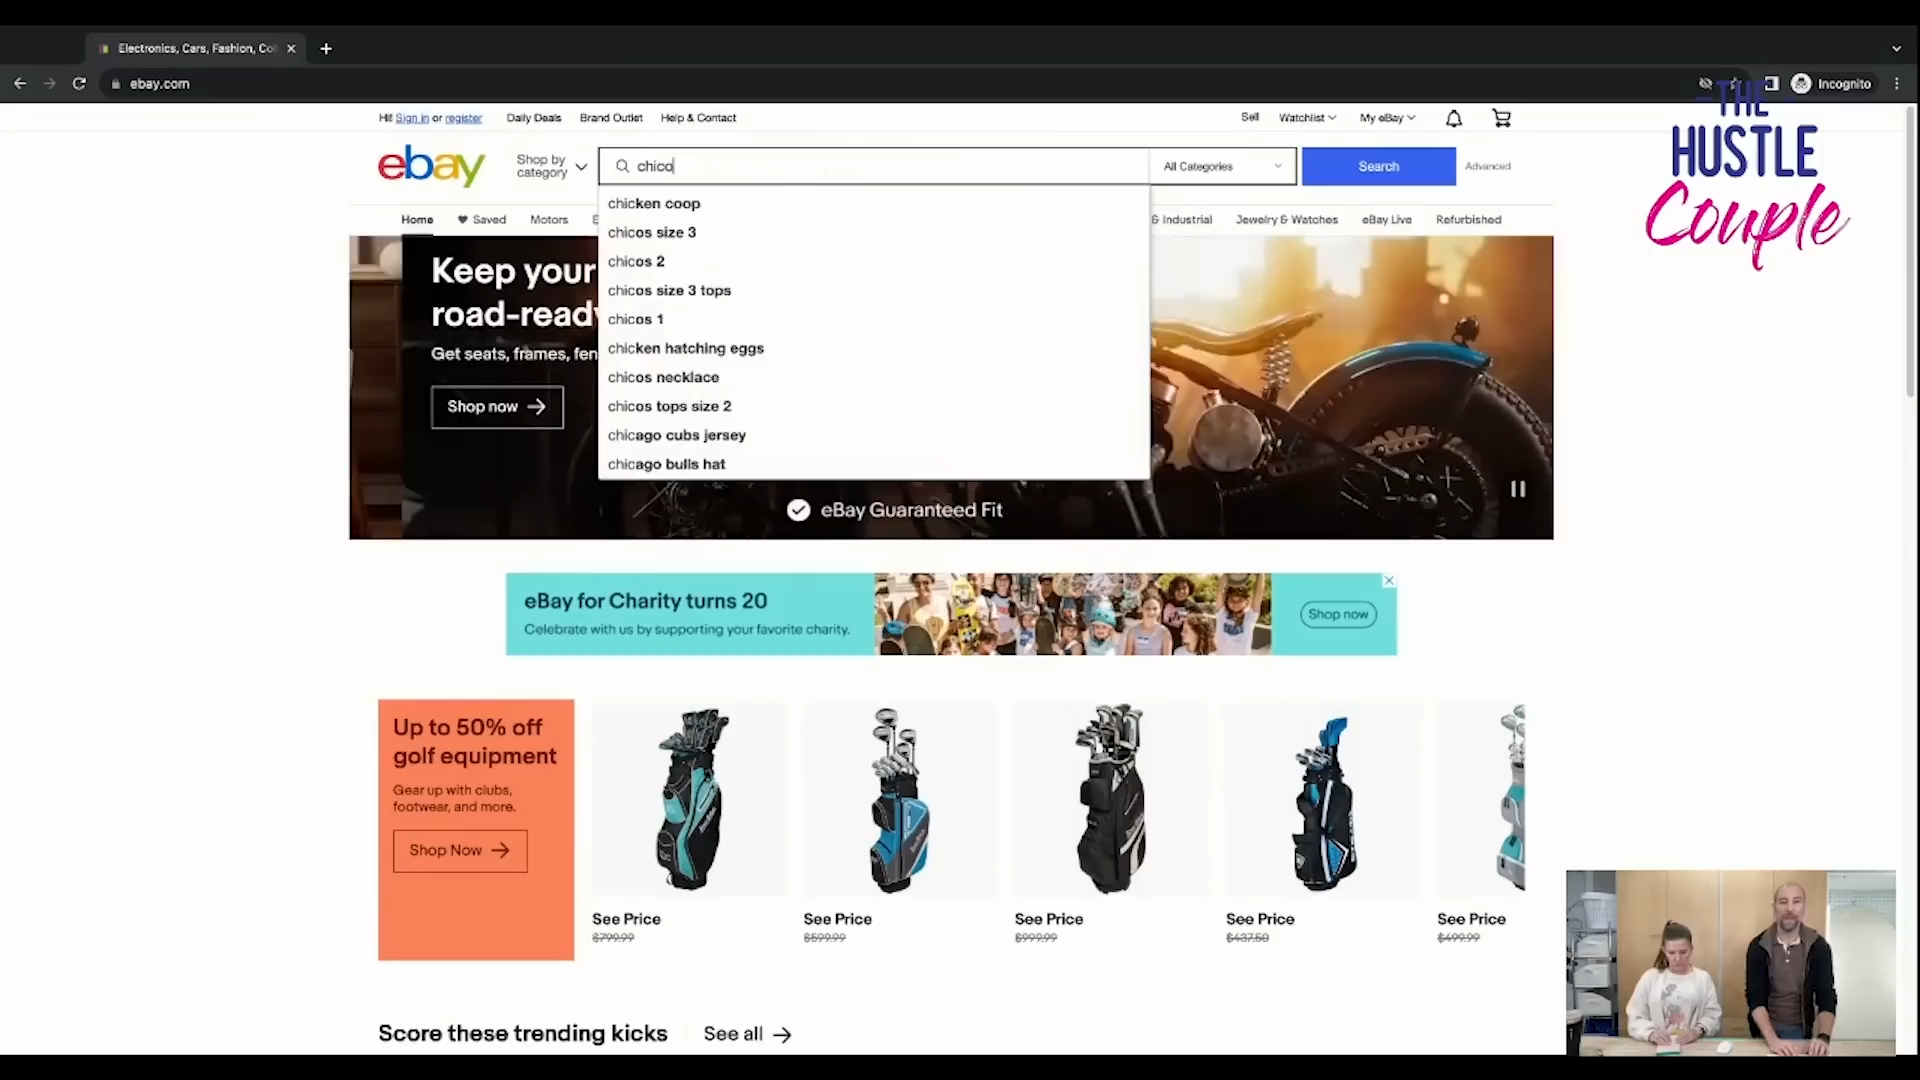 Electronics, Cars, Fashion, Co
ebay.com
Incognito
THE
HUSTLE
Couple
Hi! Sign in or register
Daily Deals
Brand Outlet
Help & Contact
Sell
Watchlist
My eBay
ebay
Shop by
category
chico
All Categories
Search
Advanced
Home
Saved
Motors
E
& Industrial
Jewelry & Watches
eBay Live
Refurbished
chicken coop
chicos size 3
chicos 2
chicos size 3 tops
chicos 1
chicken hatching eggs
chicos necklace
chicos tops size 2
chicago cubs jersey
chicago bulls hat
Keep your
road-ready
Get seats, frames, fen
Shop now
eBay Guaranteed Fit
eBay for Charity turns 20
Celebrate with us by supporting your favorite charity.
Shop now
Up to 50% off
golf equipment
Gear up with clubs,
footwear, and more.
Shop Now
See Price
$799.99
See Price
$599.99
See Price
$999.99
See Price
$437.50
See Price
$499.99
Score these trending kicks
See all